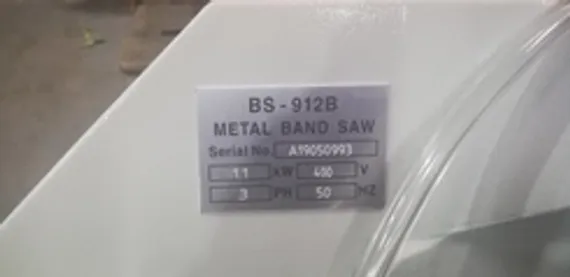 BS-912B
METAL BAND SAW
Serial No. A19050993
1.1 KW 400 V
3 PH 50 HZ